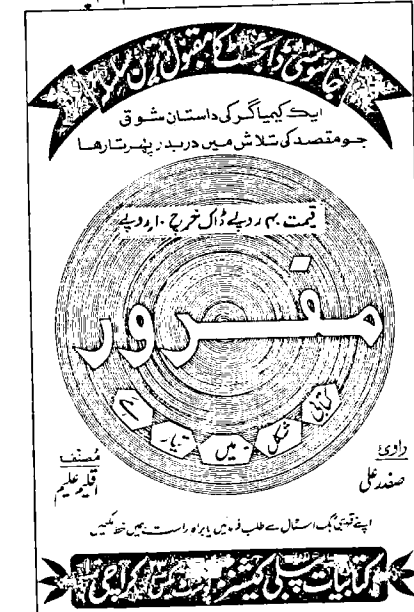 جاسوسی ڈائجسٹ کا مقبول ترین سلسلہ
ایک کیمیاگر کی داستان شوق
جو مقصد کی تلاش میں دربدر پھرتا رہا
قیمت ۴۰ روپے ڈاک خرچ ۱۰ روپے
مفرور
کتابی شکل میں تیار ہے
راوی
صفدر علی
مصنف
اقلیم علیم
اپنے قریبی بک اسٹال سے طلب فرمائیں یا براہ راست ہمیں خط لکھیں
کتابیات پبلی کیشنز کراچی